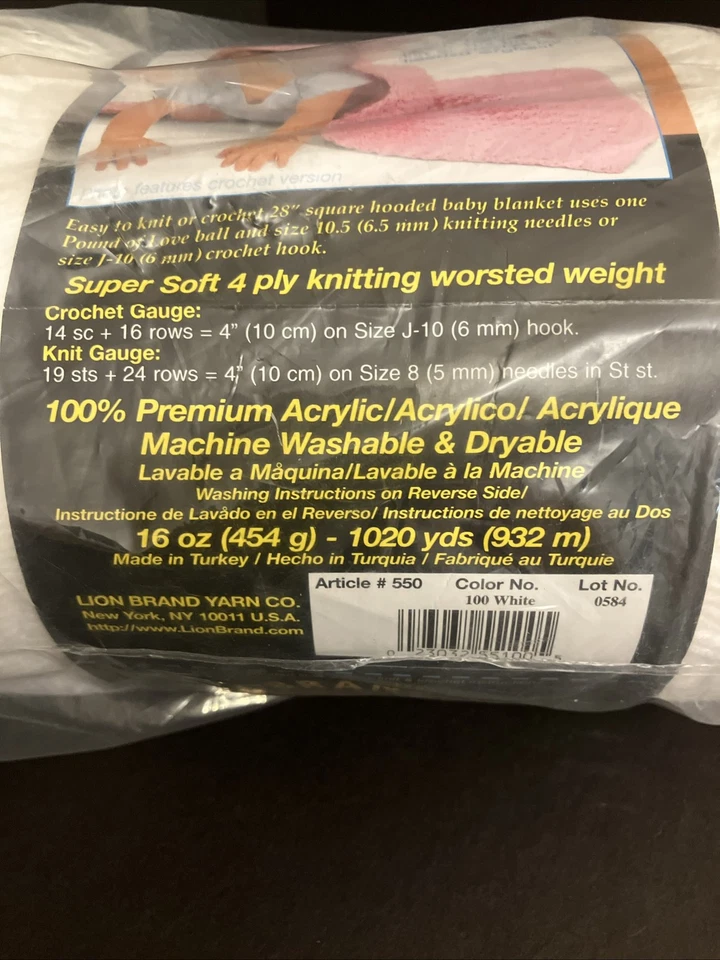 features crochet version
Easy to knit or crochet 28" square hooded baby blanket uses one
Pound of Love ball and size 10.5 (6.5 mm) knitting needles or
size J-10 (6 mm) crochet hook.
Super Soft 4 ply knitting worsted weight
Crochet Gauge:
14 sc + 16 rows = 4" (10 cm) on Size J-10 (6 mm) hook.
Knit Gauge:
19 sts + 24 rows = 4" (10 cm) on Size 8 (5 mm) needles in St st.
100% Premium Acrylic/Acrylico/ Acrylique
Machine Washable & Dryable
Lavable a Måquina/Lavable à la Machine
Washing Instructions on Reverse Side/
Instructione de Lavådo en el Reverso/ Instructions de nettoyage au Dos
16 oz (454 g) - 1020 yds (932 m)
Made in Turkey / Hecho in Turquia / Fabriqué au Turquie
LION BRAND YARN CO.
New York, NY 10011 U.S.A.
http://www.LionBrand.com
Article # 550 Color No. Lot No.
100 White 0584
0 23032 55100 5